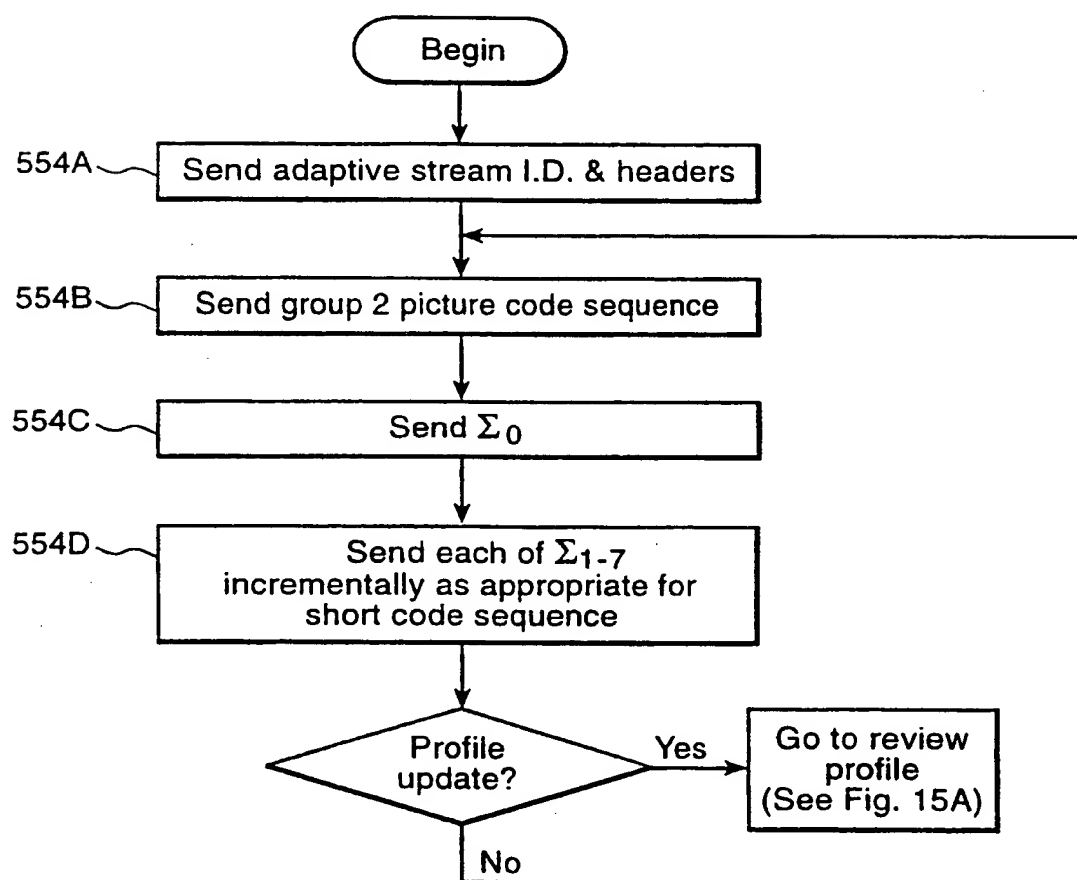 Begin
554A
Send adaptive stream I.D. & headers
554B
Send group 2 picture code sequence
554C
Send Σ0
554D
Send each of Σ1-7
incrementally as appropriate for
short code sequence
Profile
update?
Yes
Go to review
profile
(See Fig. 15A)
No